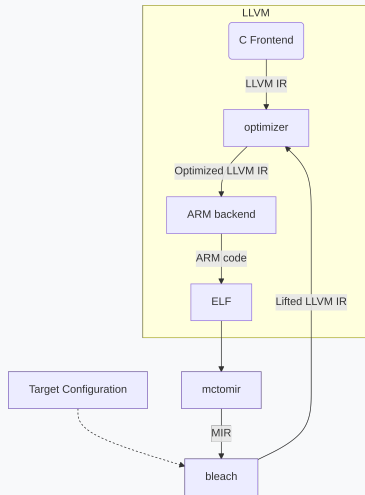 LLVM
C Frontend
LLVM IR
optimizer
Optimized LLVM IR
ARM backend
ARM code
ELF
Lifted LLVM IR
Target Configuration
mctomir
MIR
bleach